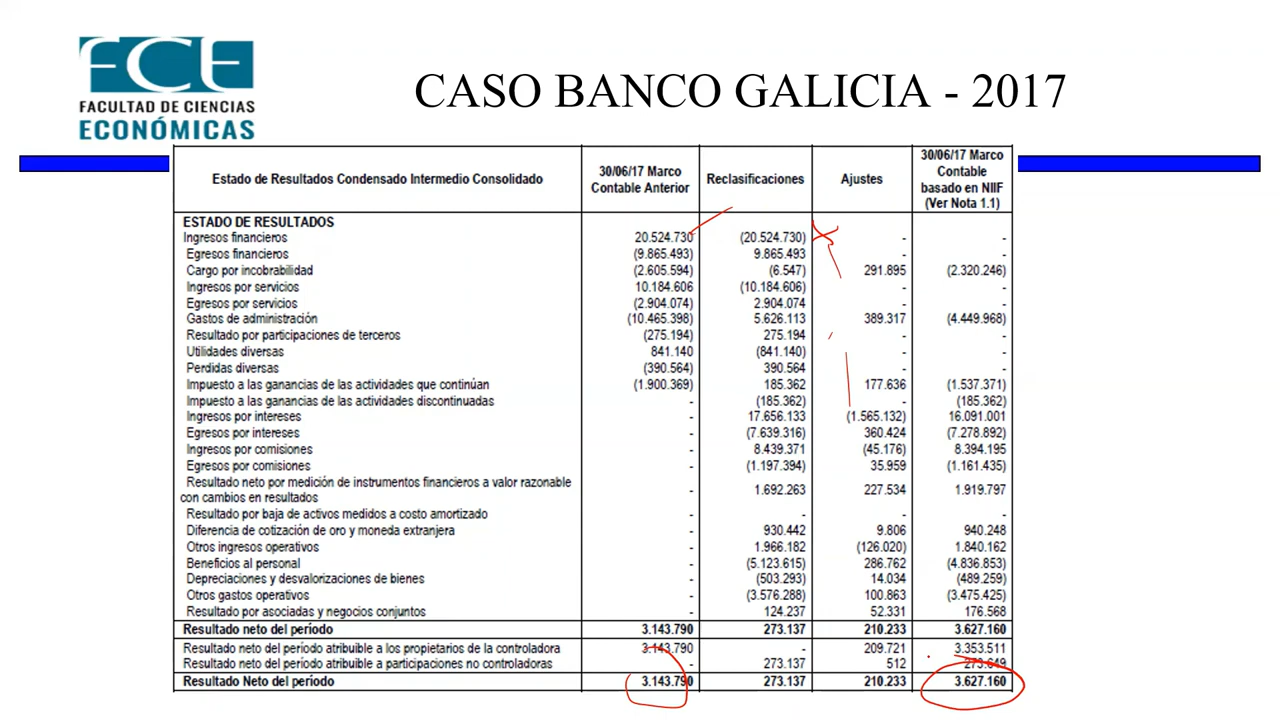 FCE
FACULTAD DE CIENCIAS
ECONÓMICAS
CASO BANCO GALICIA - 2017
Estado de Resultados Condensado Intermedio Consolidado | 30/06/17 Marco Contable Anterior | Reclasificaciones | Ajustes | 30/06/17 Marco Contable basado en NIIF (Ver Nota 1.1)
ESTADO DE RESULTADOS
Ingresos financieros 20.524.730 (20.524.730) - -
Egresos financieros (9.865.493) 9.865.493 - -
Cargo por incobrabilidad (2.605.594) (6.547) 291.895 (2.320.246)
Ingresos por servicios 10.184.606 (10.184.606) - -
Egresos por servicios (2.904.074) 2.904.074 - -
Gastos de administración (10.465.398) 5.626.113 389.317 (4.449.968)
Resultado por participaciones de terceros (275.194) 275.194 - -
Utilidades diversas 841.140 (841.140) - -
Perdidas diversas (390.564) 390.564 - -
Impuesto a las ganancias de las actividades que continúan (1.900.369) 185.362 177.636 (1.537.371)
Impuesto a las ganancias de las actividades discontinuadas - (185.362) - (185.362)
Ingresos por intereses - 17.656.133 (1.565.132) 16.091.001
Egresos por intereses - (7.639.316) 360.424 (7.278.892)
Ingresos por comisiones - 8.439.371 (45.176) 8.394.195
Egresos por comisiones - (1.197.394) 35.959 (1.161.435)
Resultado neto por medición de instrumentos financieros a valor razonable
con cambios en resultados - 1.692.263 227.534 1.919.797
Resultado por baja de activos medidos a costo amortizado - - - -
Diferencia de cotización de oro y moneda extranjera - 930.442 9.806 940.248
Otros ingresos operativos - 1.966.182 (126.020) 1.840.162
Beneficios al personal - (5.123.615) 286.762 (4.836.853)
Depreciaciones y desvalorizaciones de bienes - (503.293) 14.034 (489.259)
Otros gastos operativos - (3.576.288) 100.863 (3.475.425)
Resultado por asociadas y negocios conjuntos - 124.237 52.331 176.568
Resultado neto del período 3.143.790 273.137 210.233 3.627.160
Resultado neto del período atribuible a los propietarios de la controladora 3.143.790 - 209.721 3.353.511
Resultado neto del período atribuible a participaciones no controladoras - 273.137 512 273.649
Resultado Neto del período 3.143.790 273.137 210.233 3.627.160